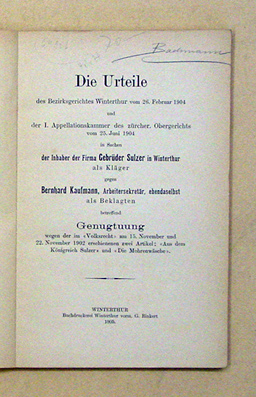 Bachmann
Die Urteile
des Bezirksgerichtes Winterthur vom 26. Februar 1904
und
der I. Appellationskammer des zürcher. Obergerichts
vom 25. Juni 1904
in Sachen
der Inhaber der Firma Gebrüder Sulzer in Winterthur
als Kläger
gegen
Bernhard Kaufmann, Arbeitersekretär, ebendaselbst
als Beklagten
betreffend
Genugtuung
wegen der im «Volksrecht» am 15. November und
22. November 1902 erschienenen zwei Artikel: «Aus dem
Königreich Sulzer» und «Die Mohrenwäsche».
WINTERTHUR
Buchdruckerei Winterthur vorm. G. Binkert
1905.